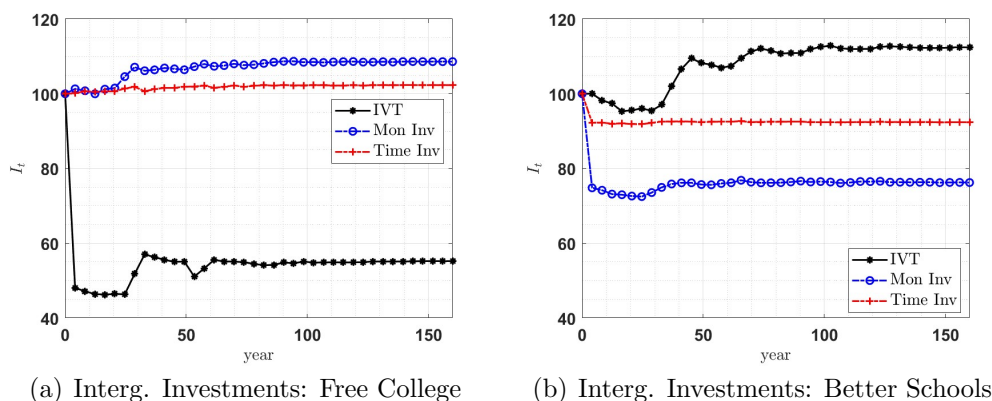 120
100
80
60
40
0
50
100
150
I_t
year
IVT
Mon Inv
Time Inv
(a) Interg. Investments: Free College
120
100
80
60
40
0
50
100
150
I_t
year
IVT
Mon Inv
Time Inv
(b) Interg. Investments: Better Schools